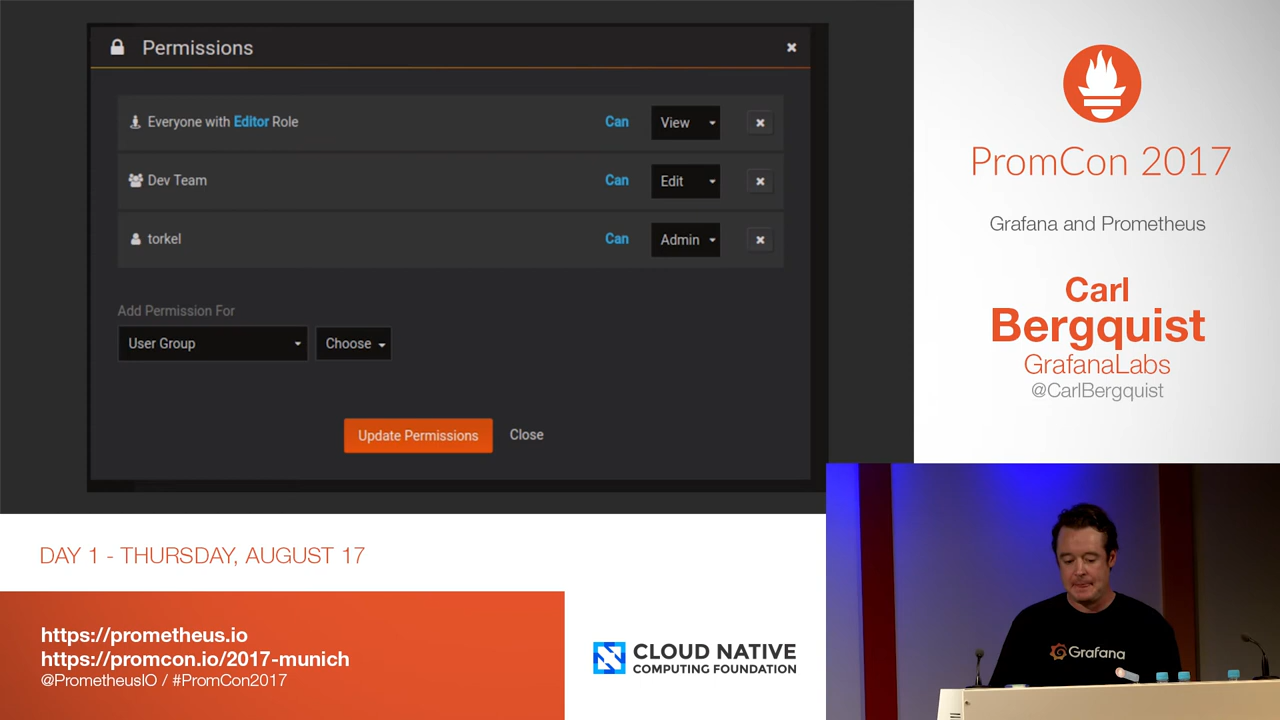 Permissions
Everyone with Editor Role Can View
Dev Team Can Edit
torkel Can Admin
Add Permission For
User Group Choose
Update Permissions Close
PromCon 2017
Grafana and Prometheus
Carl
Bergquist
GrafanaLabs
@CarlBergquist
DAY 1 - THURSDAY, AUGUST 17
https://prometheus.io
https://promcon.io/2017-munich
@PrometheusIO / #PromCon2017
CLOUD NATIVE
COMPUTING FOUNDATION
Grafana